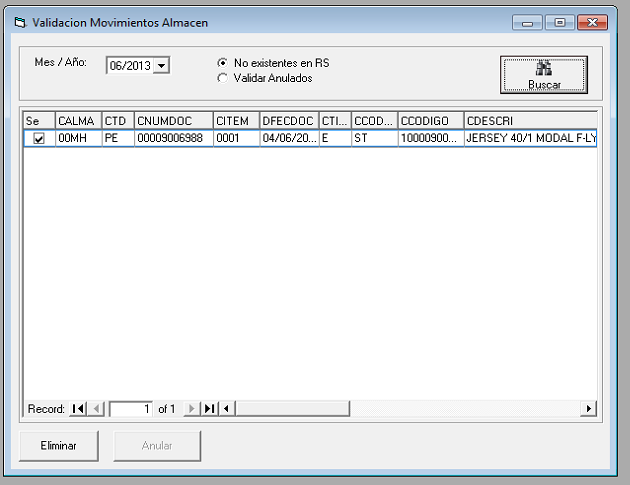 Validacion Movimientos Almacen
Mes / Año: 06/2013
No existentes en RS
Validar Anulados
Buscar
Se CALMA CTD CNUMDOC CITEM DFECDOC CTI... CCOD... CCODIGO CDESCRI
00MH PE 00009006988 0001 04/06/20... E ST 10000900... JERSEY 40/1 MODAL F-LY
Record: 1 of 1
Eliminar Anular